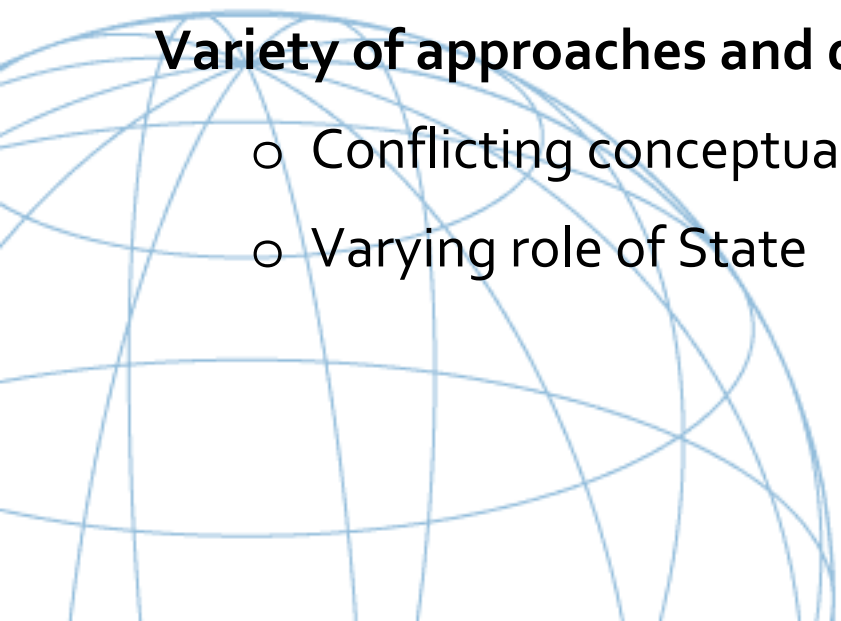 Variety of approaches and
o Conflicting
o Varying role of State